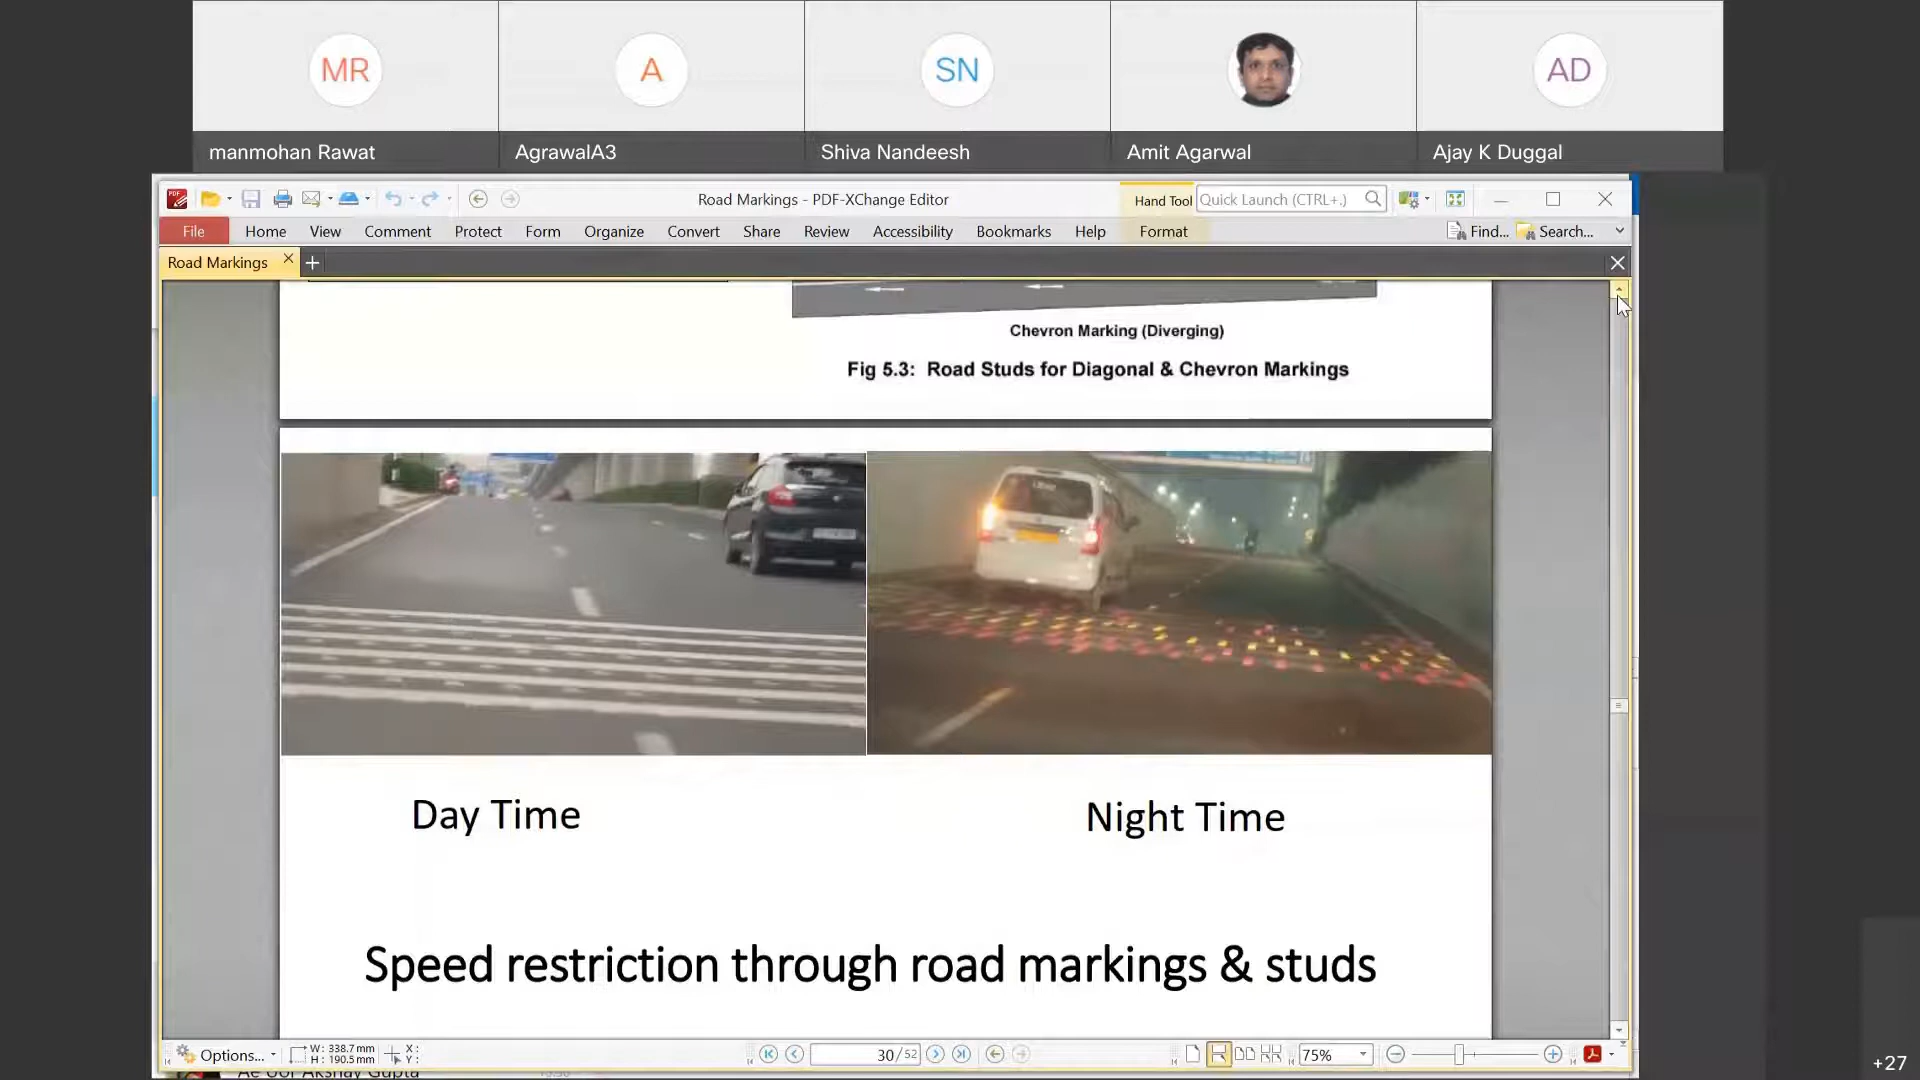 MR
A
SN
AD
manmohan Rawat
AgrawalA3
Shiva Nandeesh
Amit Agarwal
Ajay K Duggal
Road Markings - PDF-XChange Editor
Hand Tool
Quick Launch (CTRL+.)
File
Home
View
Comment
Protect
Form
Organize
Convert
Share
Review
Accessibility
Bookmarks
Help
Format
Find...
Search...
Road Markings
Chevron Marking (Diverging)
Fig 5.3: Road Studs for Diagonal & Chevron Markings
Day Time
Night Time
Speed restriction through road markings & studs
Options...
W: 338.7 mm
H: 190.5 mm
X:
Y:
30 / 52
75%
+27